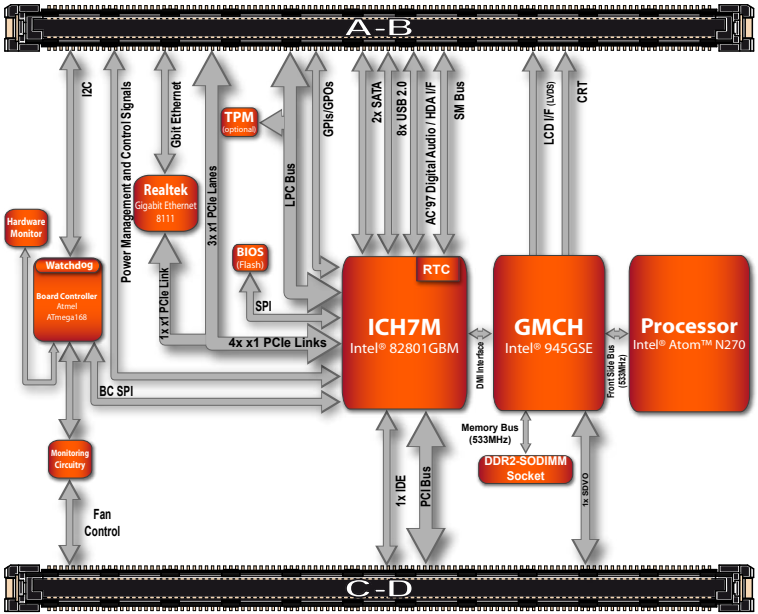 A-B
I2C
Power Management and Control Signals
Gbit Ethernet
3x x1 PCIe Lanes
TPM
(optional)
LPC Bus
GPIs/GPOs
2x SATA
8x USB 2.0
AC'97 Digital Audio / HDA I/F
SM Bus
LCD I/F (LVDS)
CRT
Realtek
Gigabit Ethernet
8111
Hardware
Monitor
Watchdog
Board Controller
Atmel
ATmega168
BIOS
(Flash)
SPI
1x x1 PCIe Link
4x x1 PCIe Links
BC SPI
RTC
ICH7M
Intel® 82801GBM
DMI Interface
GMCH
Intel® 945GSE
Front Side Bus
(533MHz)
Processor
Intel® Atom™ N270
Memory Bus
(533MHz)
DDR2-SODIMM
Socket
Monitoring
Circuitry
Fan
Control
1x IDE
PCI Bus
1x SDVO
C-D